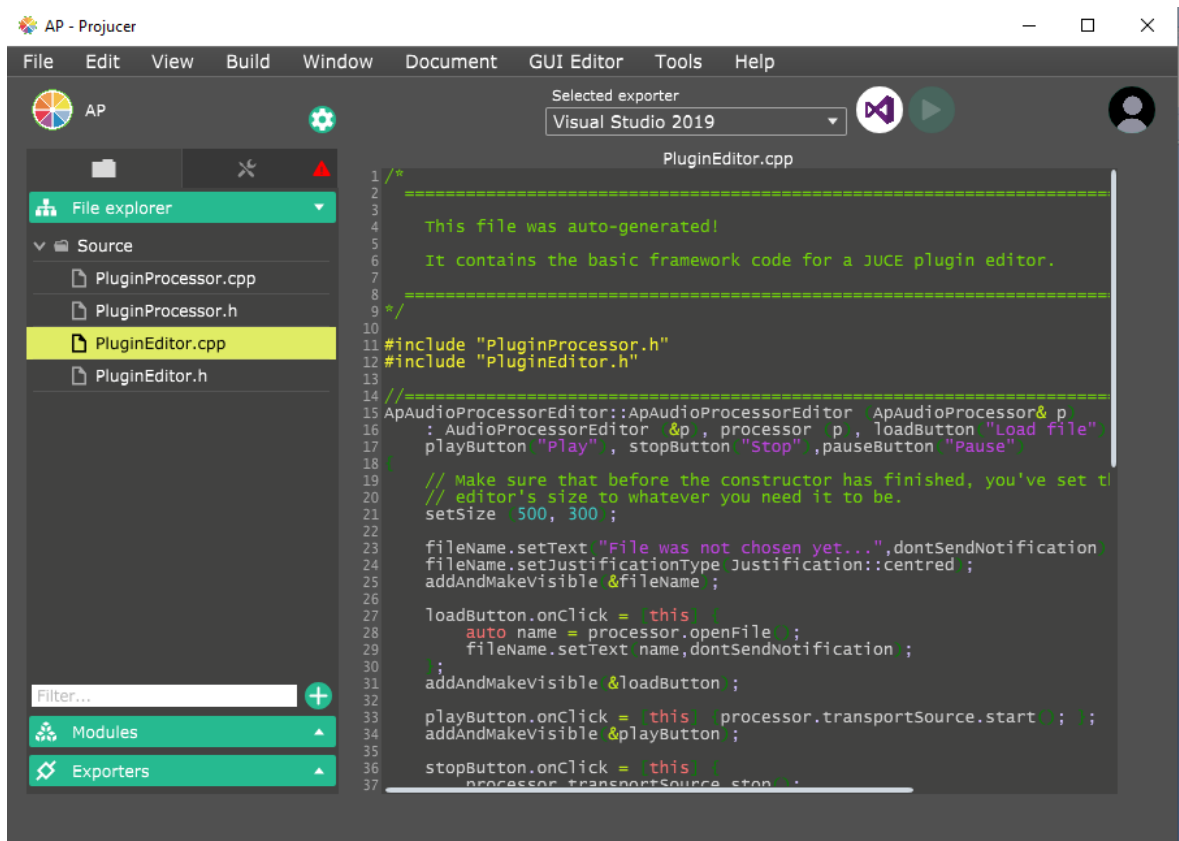 AP - Projucer
File Edit View Build Window Document GUI Editor Tools Help
AP
Selected exporter
Visual Studio 2019
File explorer
Source
PluginProcessor.cpp
PluginProcessor.h
PluginEditor.cpp
PluginEditor.h
Filter...
Modules
Exporters
PluginEditor.cpp
1 /*
2 ==============================================================================
3
4 This file was auto-generated!
5
6 It contains the basic framework code for a JUCE plugin editor.
7
8 ==============================================================================
9 */
10
11 #include "PluginProcessor.h"
12 #include "PluginEditor.h"
13
14 //==============================================================================
15 ApAudioProcessorEditor::ApAudioProcessorEditor (ApAudioProcessor& p)
16 : AudioProcessorEditor (&p), processor (p), loadButton("Load file")
17 playButton("Play"), stopButton("Stop"),pauseButton("Pause")
18 {
19 // Make sure that before the constructor has finished, you've set t
20 // editor's size to whatever you need it to be.
21 setSize (500, 300);
22
23 fileName.setText("File was not chosen yet...",dontSendNotification)
24 fileName.setJustificationType(Justification::centred);
25 addAndMakeVisible(&fileName);
26
27 loadButton.onClick = [this] {
28 auto name = processor.openFile();
29 fileName.setText(name,dontSendNotification);
30 };
31 addAndMakeVisible(&loadButton);
32
33 playButton.onClick = [this] {processor.transportSource.start(); };
34 addAndMakeVisible(&playButton);
35
36 stopButton.onClick = [this] {
37 processor.transportSource.stop();